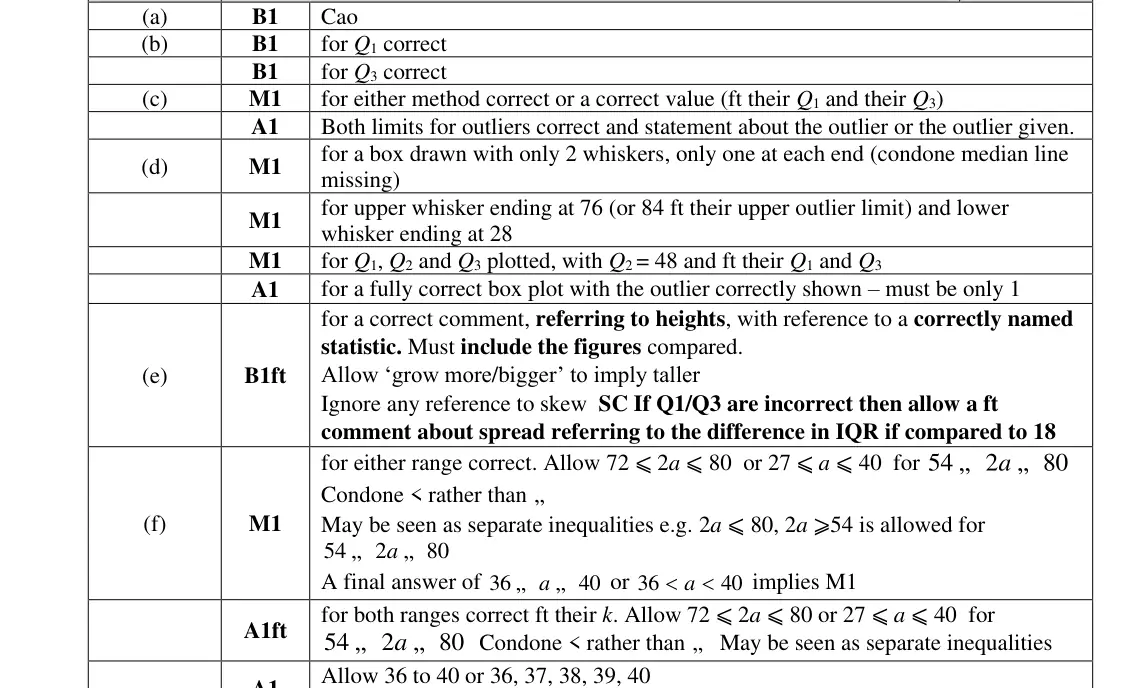 (a) B1 Cao
(b) B1 for Q1 correct
B1 for Q3 correct
(c) M1 for either method correct or a correct value (ft their Q1 and their Q3)
A1 Both limits for outliers correct and statement about the outlier or the outlier given.
(d) M1 for a box drawn with only 2 whiskers, only one at each end (condone median line
missing)
M1 for upper whisker ending at 76 (or 84 ft their upper outlier limit) and lower
whisker ending at 28
M1 for Q1, Q2 and Q3 plotted, with Q2 = 48 and ft their Q1 and Q3
A1 for a fully correct box plot with the outlier correctly shown – must be only 1
for a correct comment, referring to heights, with reference to a correctly named
statistic. Must include the figures compared.
(e) B1ft Allow ‘grow more/bigger’ to imply taller
Ignore any reference to skew SC If Q1/Q3 are incorrect then allow a ft
comment about spread referring to the difference in IQR if compared to 18
for either range correct. Allow 72 ⩽ 2a ⩽ 80 or 27 ⩽ a ⩽ 40 for 54 „ 2a „ 80
Condone < rather than „
(f) M1 May be seen as separate inequalities e.g. 2a ⩽ 80, 2a ⩾54 is allowed for
54 „ 2a „ 80
A final answer of 36 „ a „ 40 or 36 < a < 40 implies M1
A1ft for both ranges correct ft their k. Allow 72 ⩽ 2a ⩽ 80 or 27 ⩽ a ⩽ 40 for
54 „ 2a „ 80 Condone < rather than „ May be seen as separate inequalities
A1 Allow 36 to 40 or 36, 37, 38, 39, 40